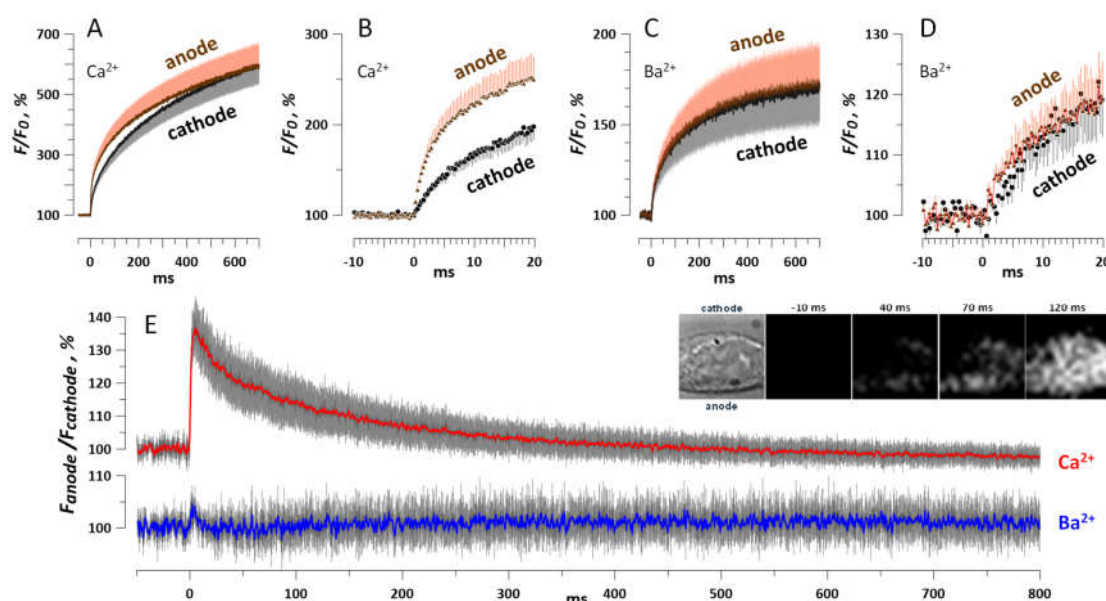 A
B
C
D
700
500
300
100
F/F0, %
Ca2+
anode
cathode
0
200
400
600
ms
300
200
100
F/F0, %
Ca2+
anode
cathode
-10
0
10
20
ms
200
150
100
F/F0, %
Ba2+
anode
cathode
0
200
400
600
ms
120
110
100
F/F0, %
Ba2+
anode
cathode
-10
0
10
20
ms
E
140
130
120
110
100
110
100
Fanode/Fcathode, %
cathode
-10 ms
40 ms
70 ms
120 ms
anode
Ca2+
Ba2+
0
100
200
300
400
500
600
700
800
ms